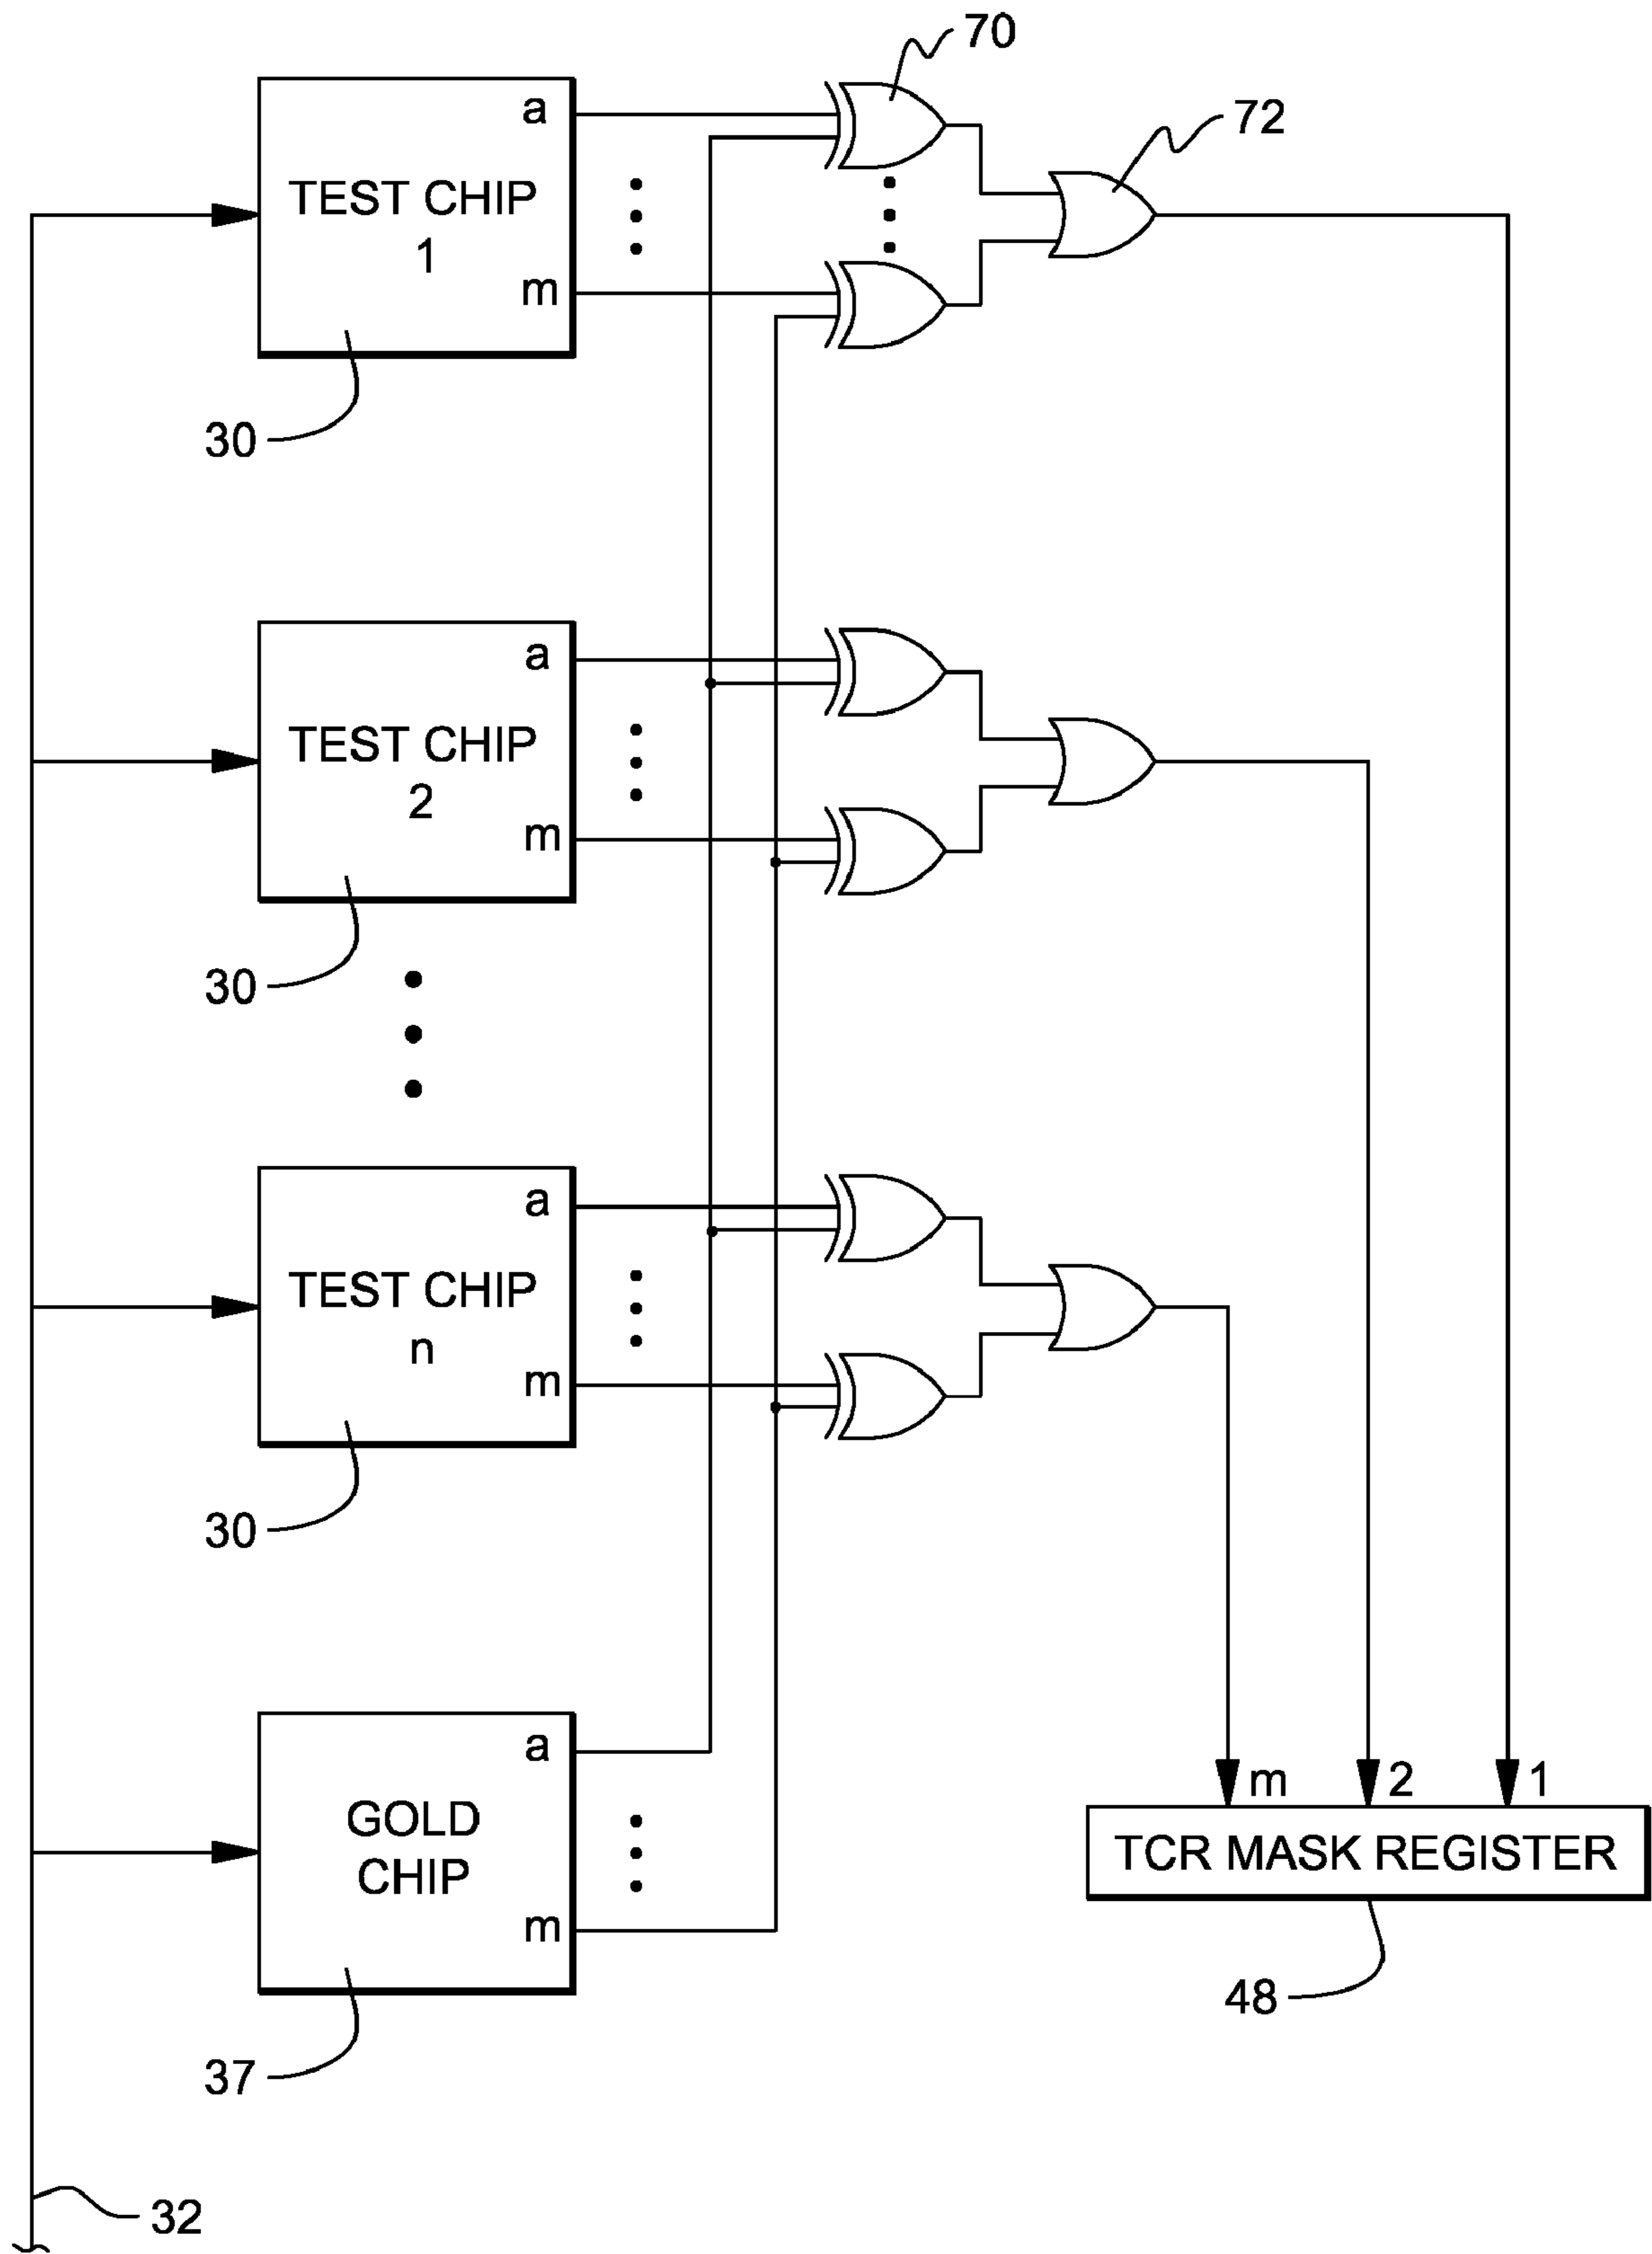 70
72
a
TEST CHIP
1
m
30
a
TEST CHIP
2
m
30
a
TEST CHIP
n
m
30
a
GOLD
CHIP
m
37
m 2 1
TCR MASK REGISTER
48
32